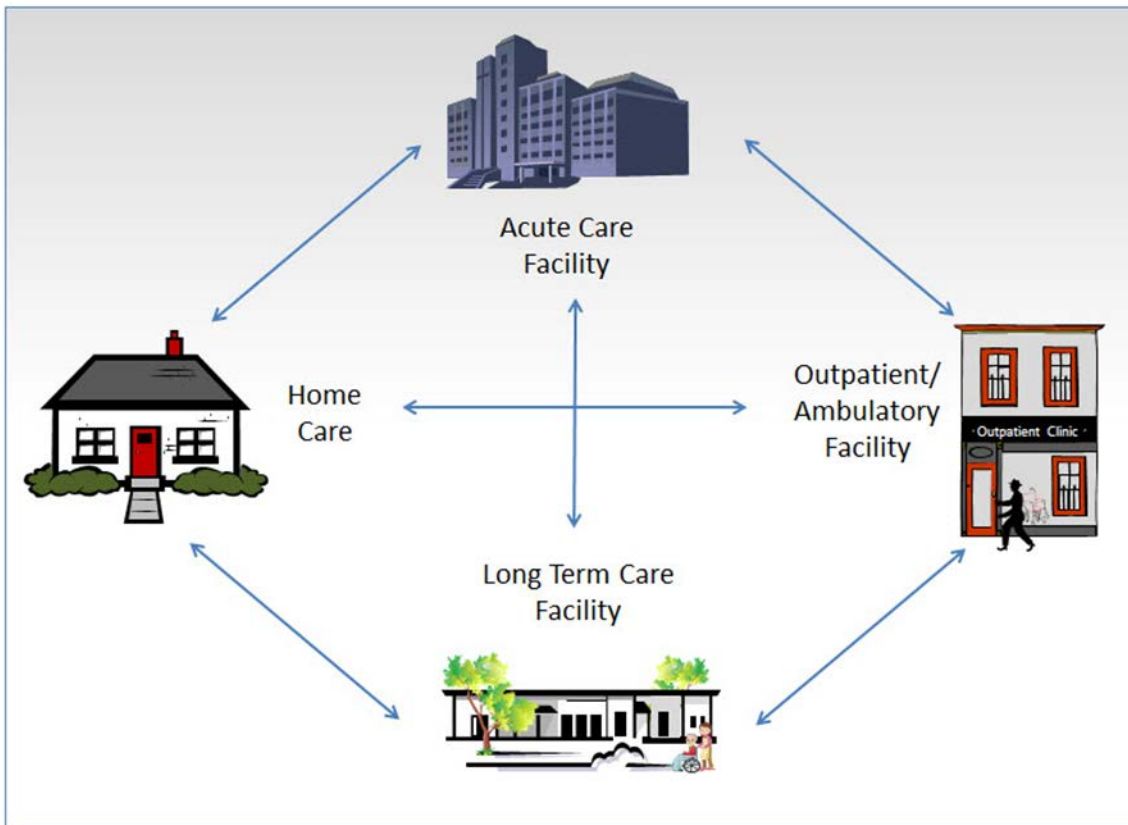 Acute Care
Facility
Home
Care
Outpatient/
Ambulatory
Facility
· Outpatient Clinic ·
Long Term Care
Facility